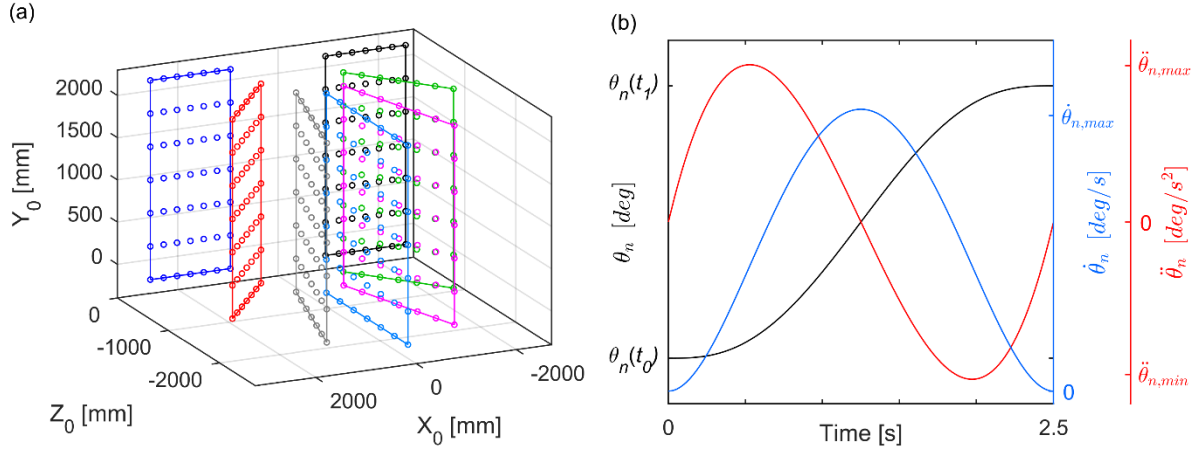 (a)
2000
1500
1000
500
0
Y₀ [mm]
0
-1000
-2000
Z₀ [mm]
2000
0
-2000
X₀ [mm]
(b)
θₙ(t₁)
θₙ(t₀)
θₙ [deg]
0
Time [s]
2.5
θ̇ₙ,ₘₐₓ
0
θ̇ₙ [deg/s]
θ̈ₙ,ₘₐₓ
0
θ̈ₙ,ₘᵢₙ
θ̈ₙ [deg/s²]